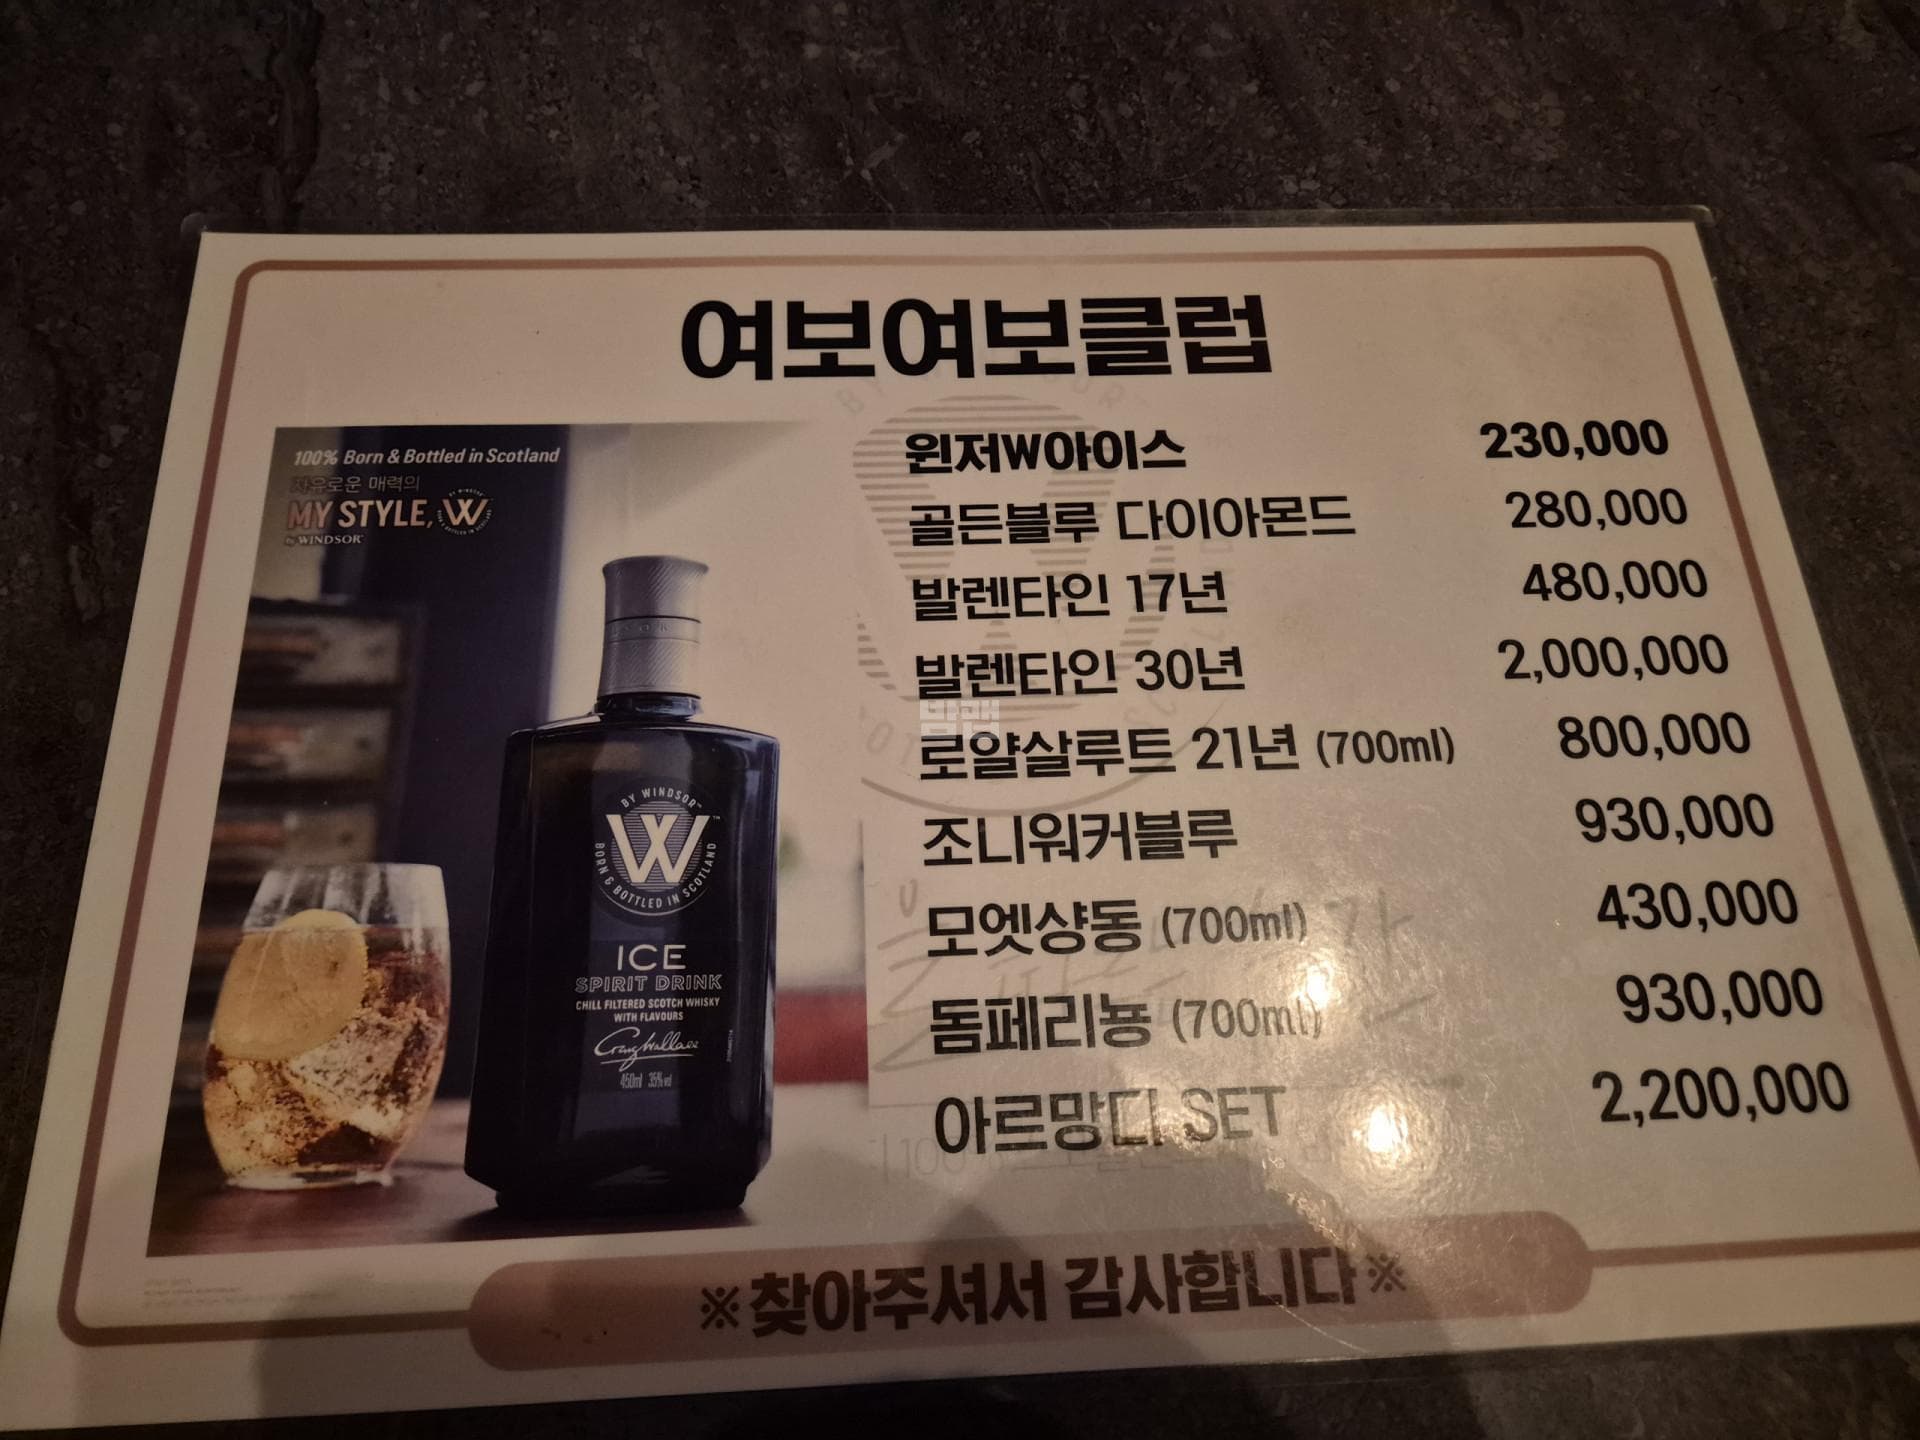 여보여보클럽
100% Born & Bottled in Scotland
자유로운 매력의
MY STYLE, W
by WINDSOR
윈저W아이스 230,000
골든블루 다이아몬드 280,000
발렌타인 17년 480,000
발렌타인 30년 2,000,000
로얄살루트 21년 (700ml) 800,000
조니워커블루 930,000
모엣샹동 (700ml) 430,000
돔페리뇽 (700ml) 930,000
아르망디 SET 2,200,000
BY WINDSOR™
W
BORN & BOTTLED IN SCOTLAND
ICE
SPIRIT DRINK
CHILL FILTERED SCOTCH WHISKY
WITH FLAVOURS
Craig Wallace
450ml 35% vol
※찾아주셔서 감사합니다※